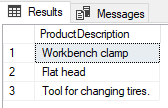 Results Messages
ProductDescription
1 Workbench clamp
2 Flat head
3 Tool for changing tires.